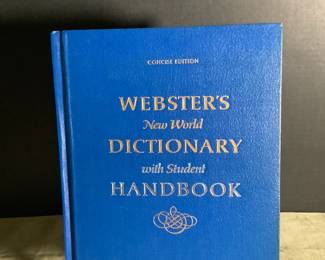 CONCISE EDITION
WEBSTER'S
New World
DICTIONARY
with Student
HANDBOOK